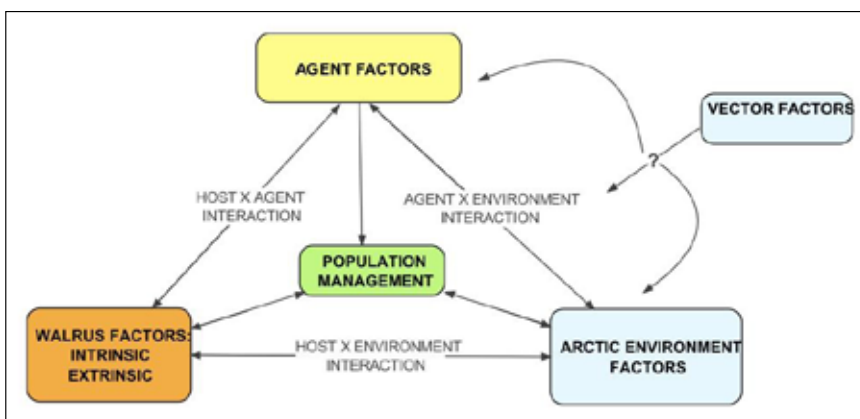 AGENT FACTORS
VECTOR FACTORS
?
HOST X AGENT
INTERACTION
AGENT X ENVIRONMENT
INTERACTION
POPULATION
MANAGEMENT
WALRUS FACTORS:
INTRINSIC
EXTRINSIC
HOST X ENVIRONMENT
INTERACTION
ARCTIC ENVIRONMENT
FACTORS